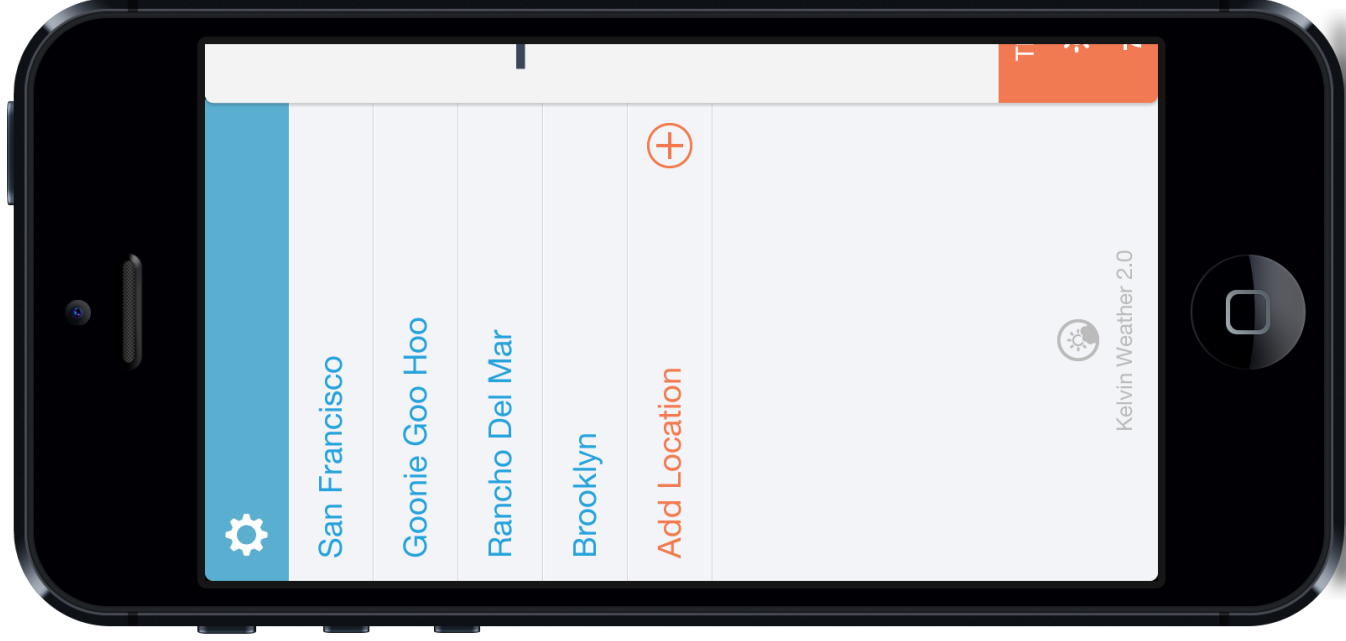 San Francisco
Goonie Goo Hoo
Rancho Del Mar
Brooklyn
Add Location
Kelvin Weather 2.0